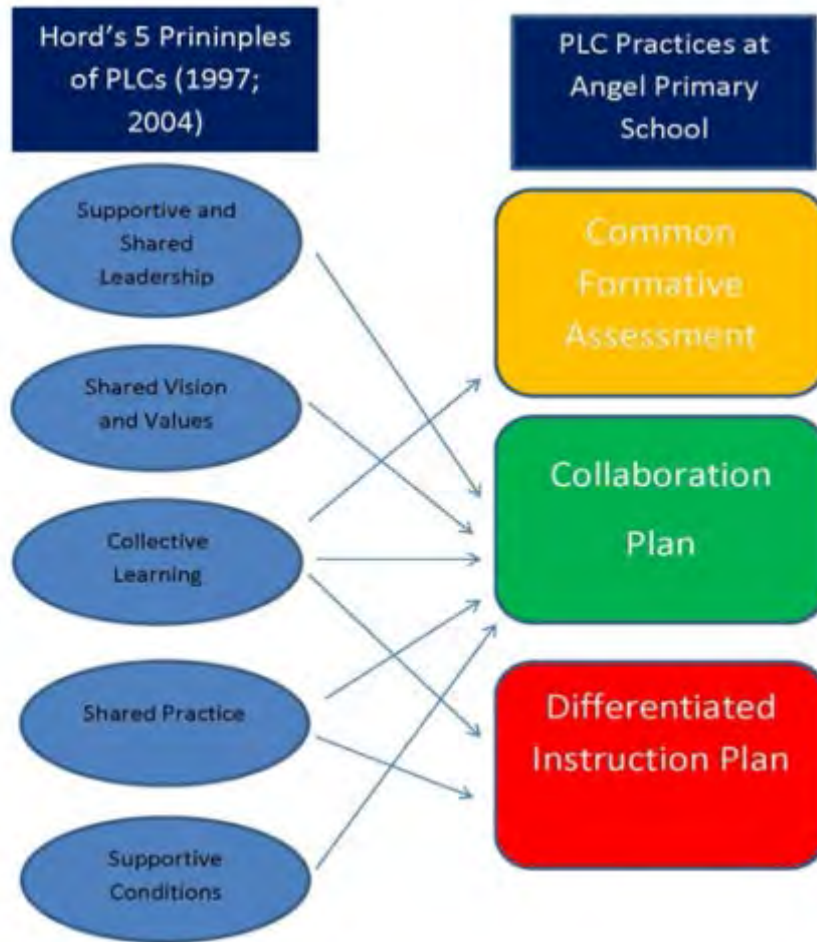 Hord's 5 Prininples
of PLCs (1997;
2004)
Supportive and
Shared
Leadership
Shared Vision
and Values
Collective
Learning
Shared Practice
Supportive
Conditions
PLC Practices at
Angel Primary
School
Common
Formative
Assessment
Collaboration
Plan
Differentiated
Instruction Plan